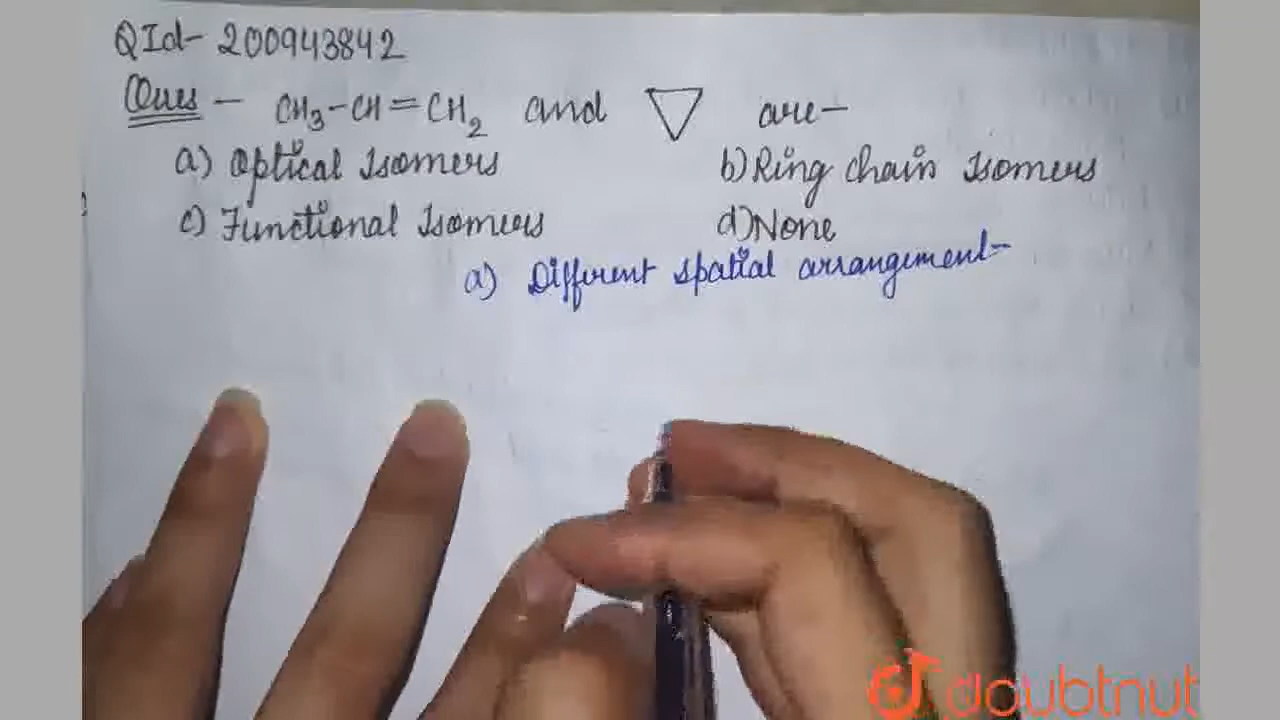 QId- 200943842
Ques - CH3-CH=CH2 and are-
a) Optical Isomers b) Ring Chain Isomers
c) Functional Isomers d) None
a) Different spatial arrangement-
doubtnut